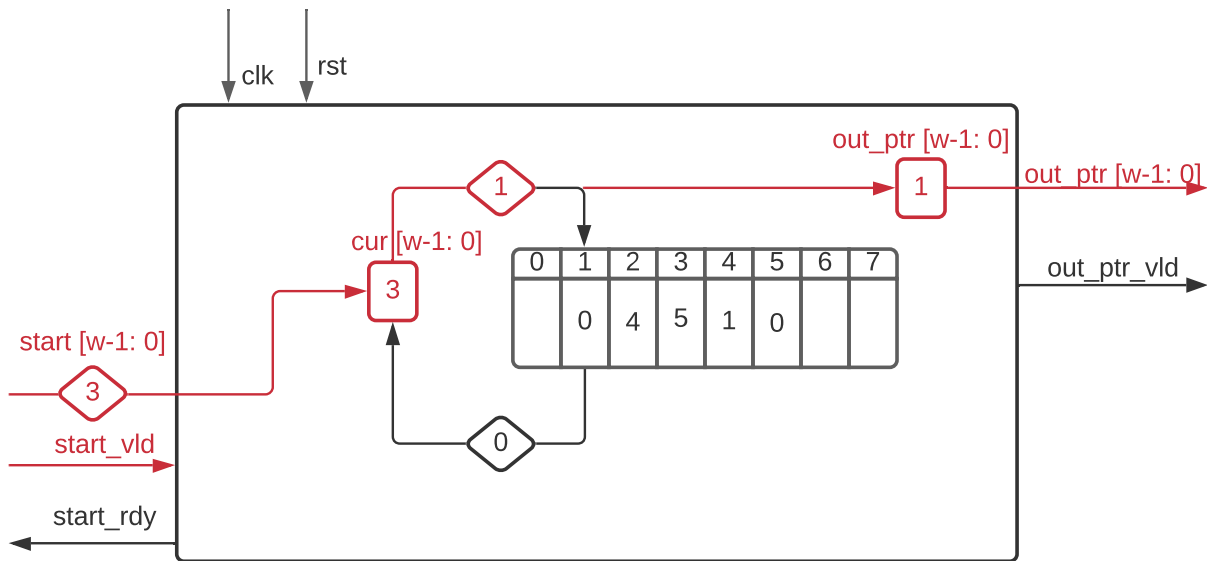 clk
rst
out_ptr [w-1: 0]
out_ptr [w-1: 0]
1
1
cur [w-1: 0]
3
0 1 2 3 4 5 6 7
0 4 5 1 0
out_ptr_vld
start [w-1: 0]
3
start_vld
0
start_rdy